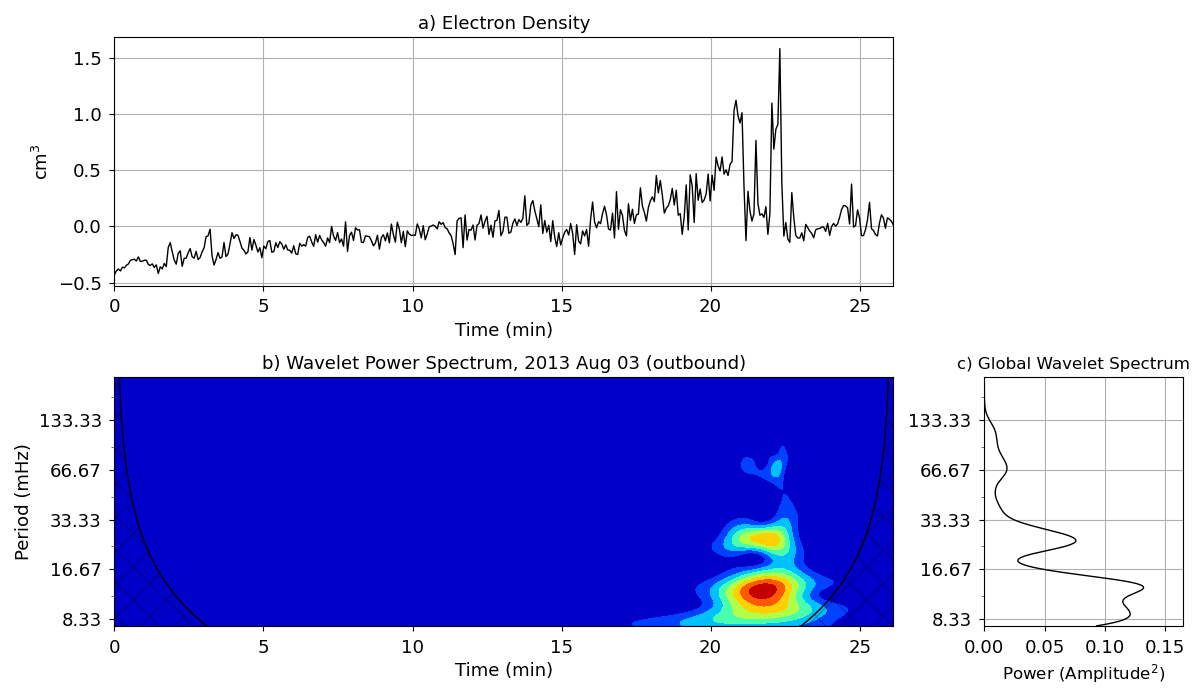 a) Electron Density
1.5
1.0
0.5
0.0
−0.5
cm³
0 5 10 15 20 25
Time (min)
b) Wavelet Power Spectrum, 2013 Aug 03 (outbound)
133.33
66.67
33.33
16.67
8.33
Period (mHz)
0 5 10 15 20 25
Time (min)
c) Global Wavelet Spectrum
133.33
66.67
33.33
16.67
8.33
0.00 0.05 0.10 0.15
Power (Amplitude²)